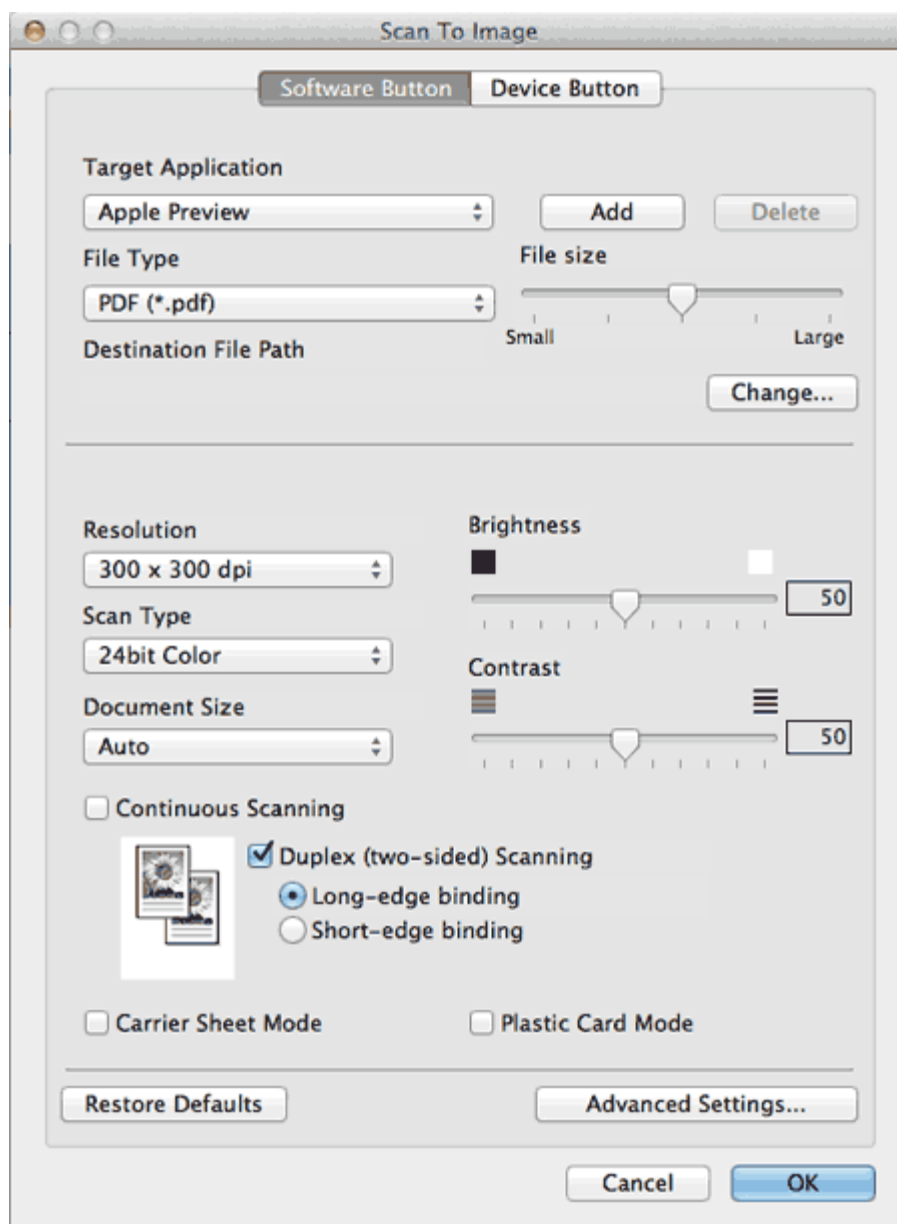 Scan To Image
Software Button Device Button
Target Application
Apple Preview Add Delete
File Type File size
PDF (*.pdf)
Small Large
Destination File Path
Change...
Resolution Brightness
300 x 300 dpi
50
Scan Type
24bit Color
Contrast
Document Size
Auto 50
Continuous Scanning
Duplex (two-sided) Scanning
Long-edge binding
Short-edge binding
Carrier Sheet Mode Plastic Card Mode
Restore Defaults Advanced Settings...
Cancel OK